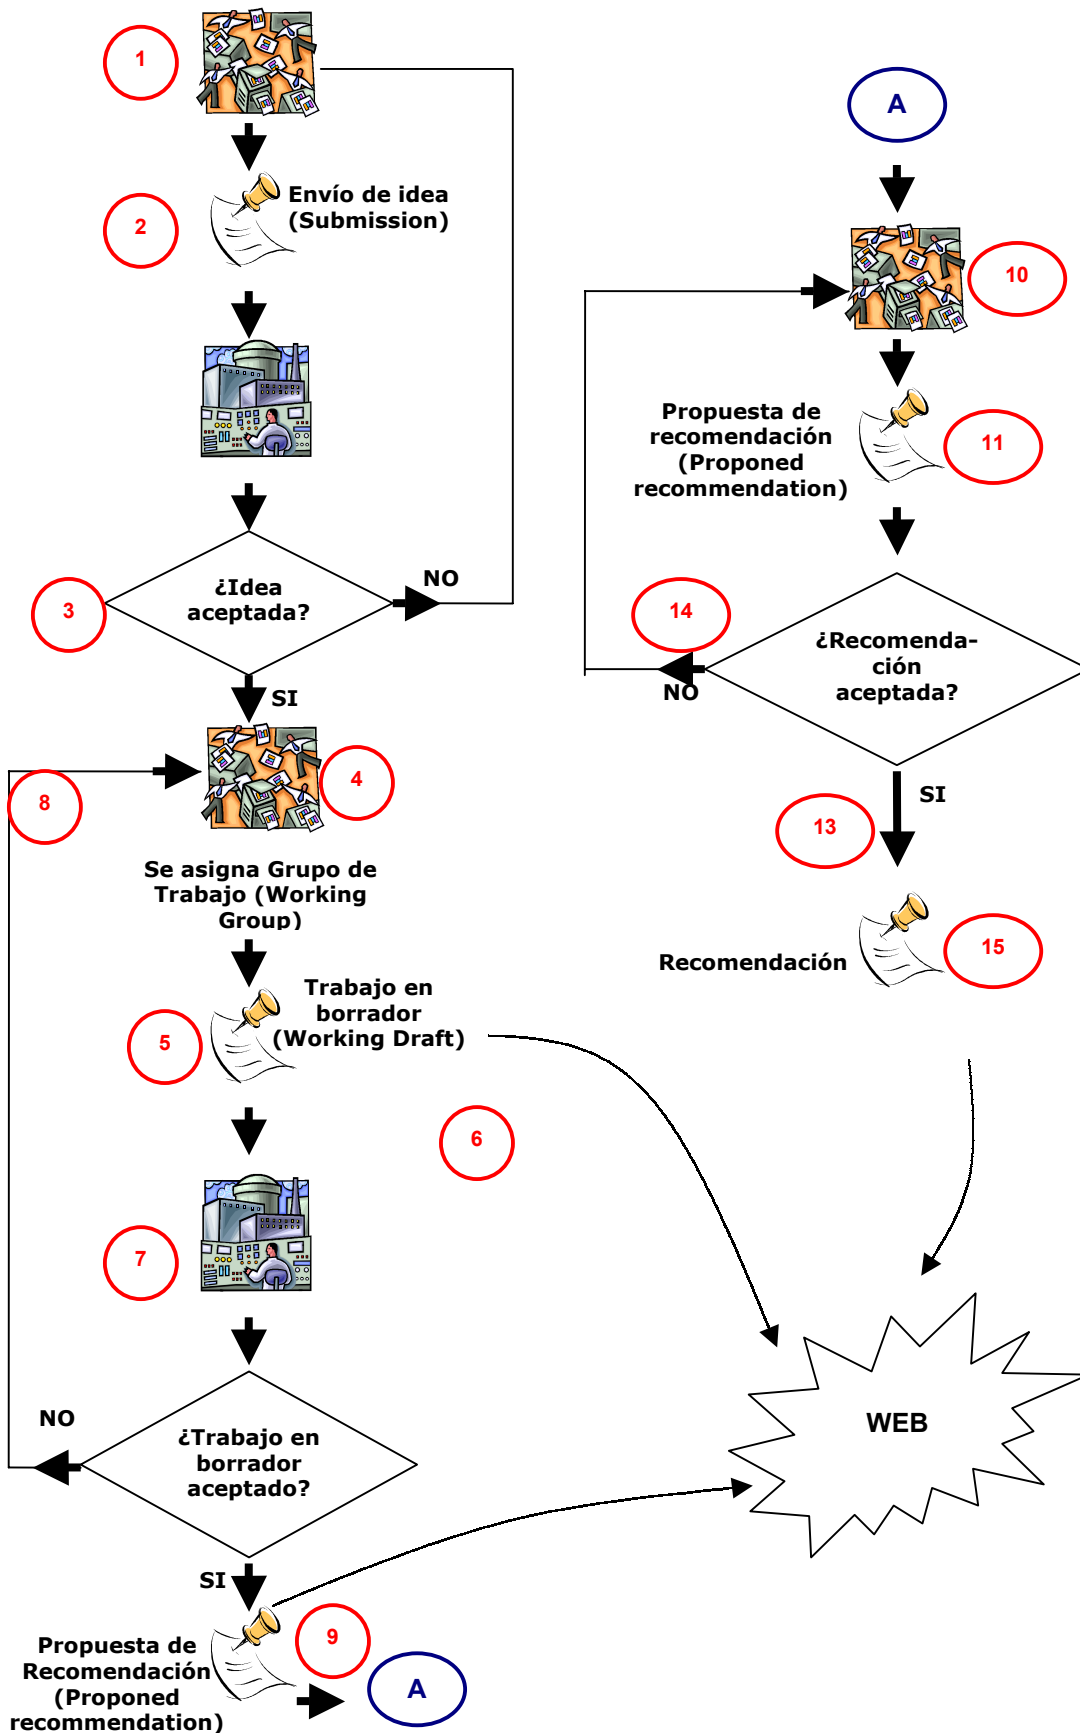 1
2
Envío de idea
(Submission)
3
¿Idea
aceptada?
NO
SI
4
8
Se asigna Grupo de
Trabajo (Working
Group)
5
Trabajo en
borrador
(Working Draft)
6
7
NO
¿Trabajo en
borrador
aceptado?
SI
9
Propuesta de
Recomendación
(Proponed
recommendation)
A
A
10
Propuesta de
recomendación
(Proponed
recommendation)
11
14
NO
¿Recomenda-
ción
aceptada?
SI
13
Recomendación
15
WEB